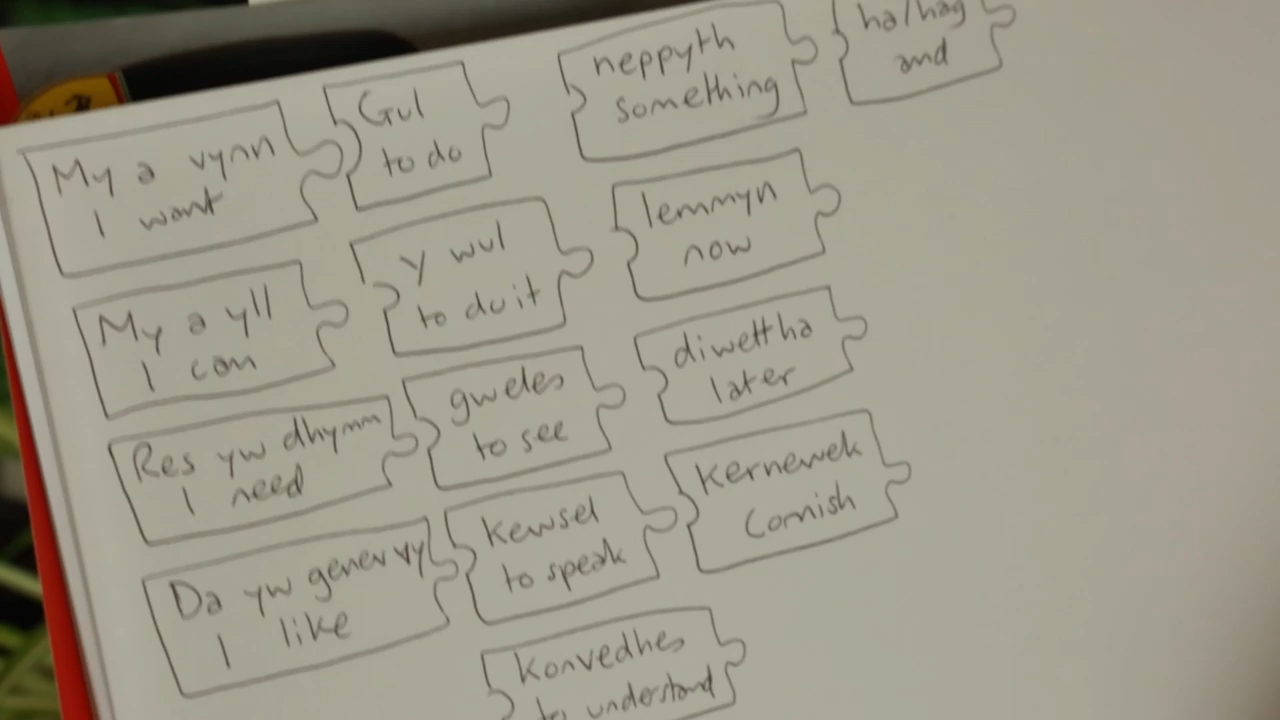 My a vynn
I want
Gul
to do
neppyth
something
ha/hag
and
My a yll
I can
y wul
to do it
lemmyn
now
Res yw dhymm
I need
gweles
to see
diwettha
later
Da yw genev vy
I like
kewsel
to speak
Kernewek
Cornish
konvedhes
to understand